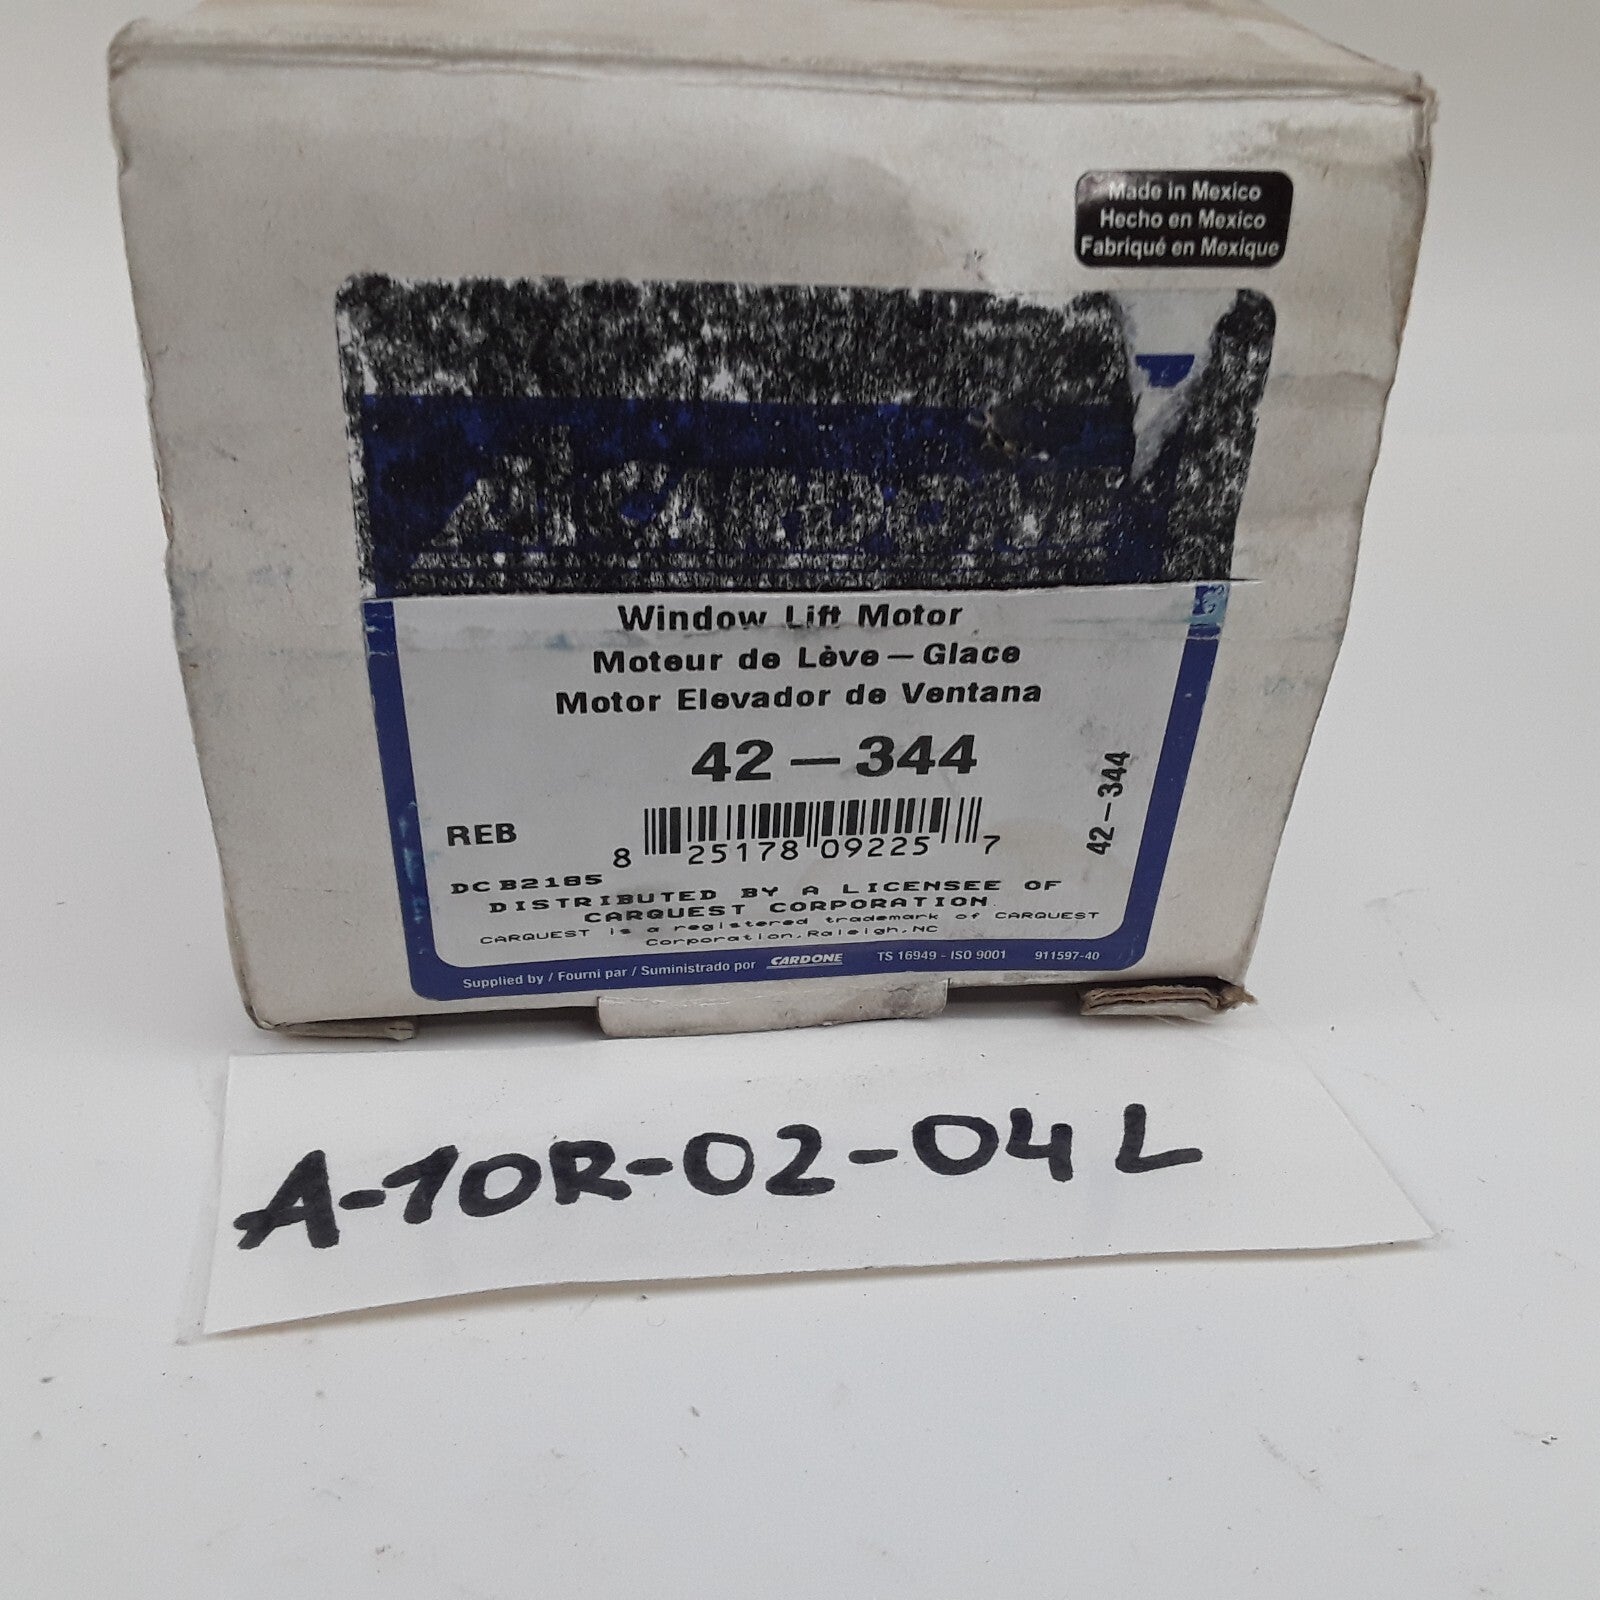 Made in Mexico
Hecho en Mexico
Fabriqué en Mexique
A1 CARDONE
Window Lift Motor
Moteur de Lève-Glace
Motor Elevador de Ventana
42-344
42-344
REB
8 25178 09225 7
DC B2185
DISTRIBUTED BY A LICENSEE OF
CARQUEST CORPORATION.
CARQUEST is a registered trademark of CARQUEST
Corporation, Raleigh, NC
Supplied by / Fourni par / Suministrado por CARDONE TS 16949 - ISO 9001 911597-40
A-10R-02-04 L